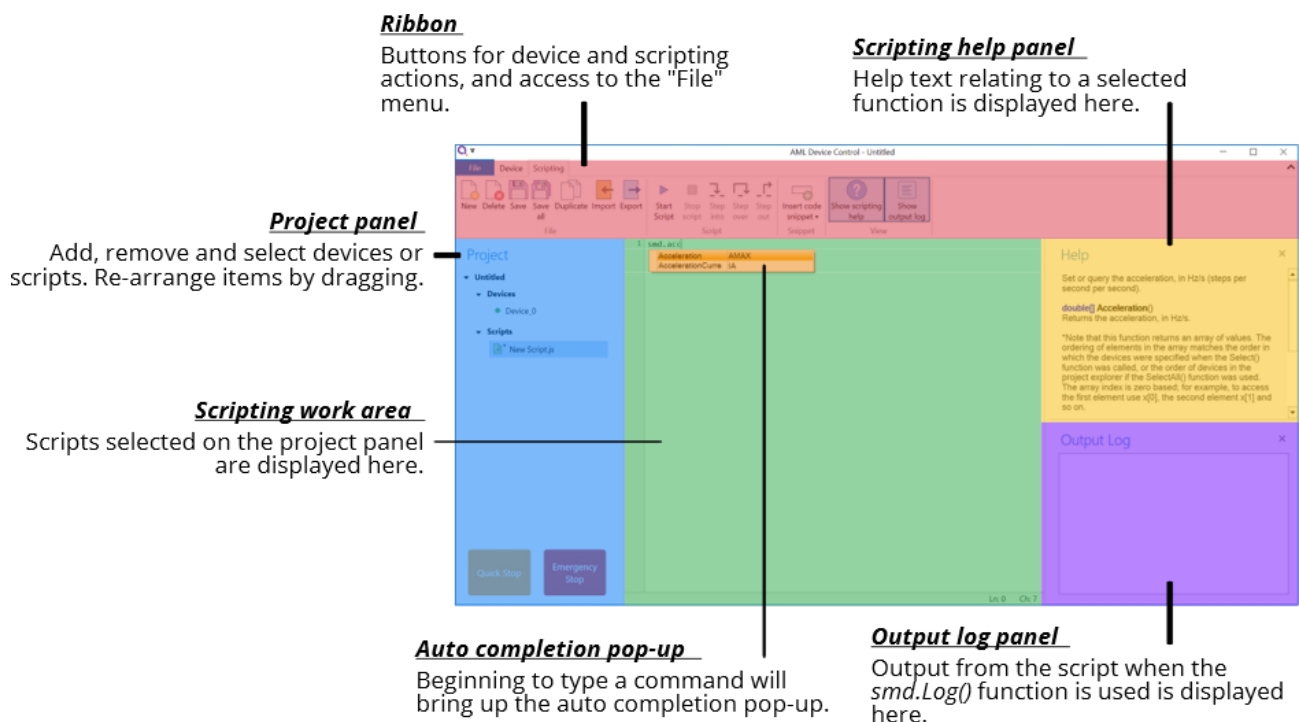 Ribbon
Buttons for device and scripting
actions, and access to the "File"
menu.
Scripting help panel
Help text relating to a selected
function is displayed here.
AML Device Control - Untitled
File Device Scripting
New Delete Save Save all Duplicate Import Export Start Script Stop script Step into Step over Step out Insert code snippet Show scripting help Show output log
File Script Snippet View
Project panel
Add, remove and select devices or
scripts. Re-arrange items by dragging.
Project
Untitled
Devices
Device_0
Scripts
New Script.js
Quick Stop
Emergency
Stop
1 smd.acc
Acceleration AMAX
AccelerationCurre IA
Ln: 0 Ch: 7
Help
Set or query the acceleration, in Hz/s (steps per
second per second).
double[] Acceleration()
Returns the acceleration, in Hz/s.
*Note that this function returns an array of values. The
ordering of elements in the array matches the order in
which the devices were specified when the Select()
function was called, or the order of devices in the
project explorer if the SelectAll() function was used.
The array index is zero based; for example, to access
the first element use x[0], the second element x[1] and
so on.
Output Log
Scripting work area
Scripts selected on the project panel
are displayed here.
Auto completion pop-up
Beginning to type a command will
bring up the auto completion pop-up.
Output log panel
Output from the script when the
smd.Log() function is used is displayed
here.